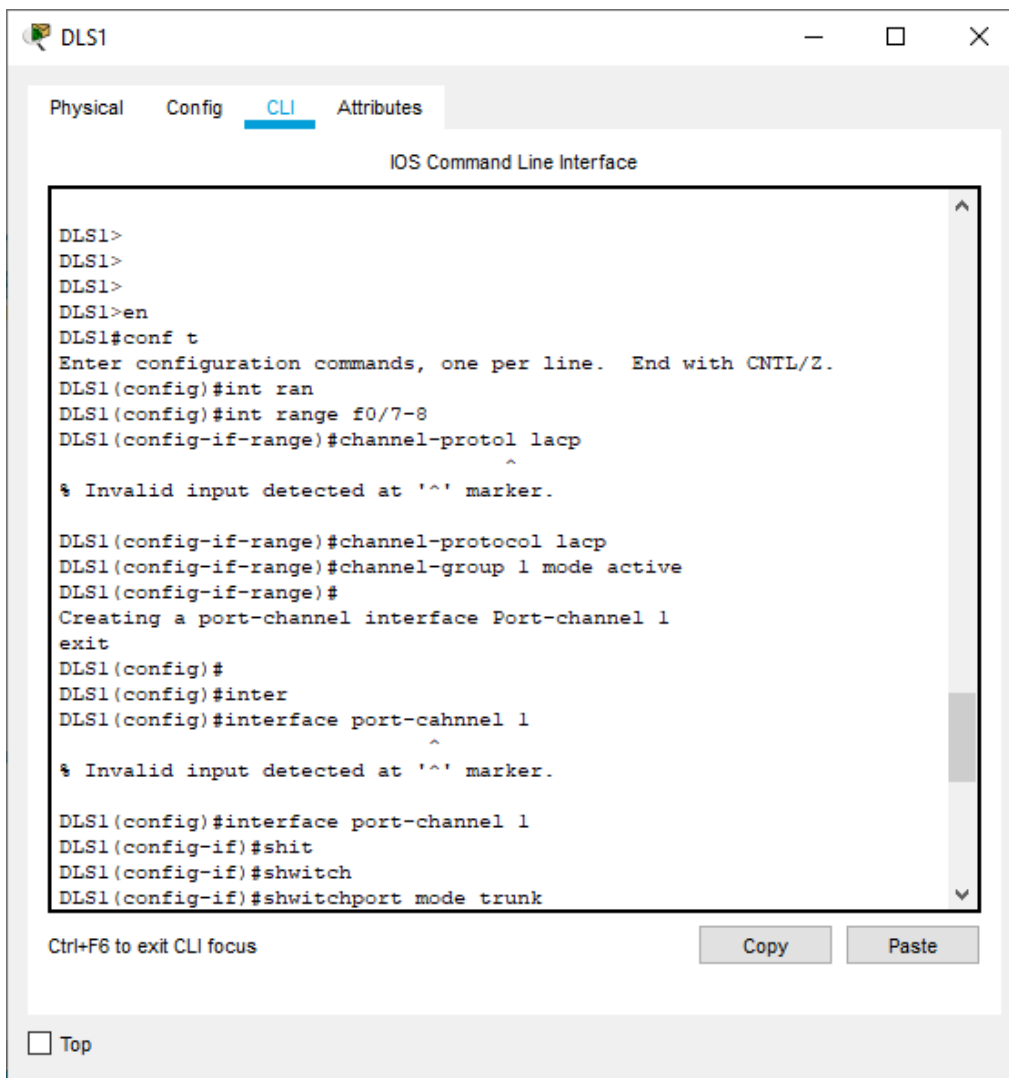 DLS1
Physical Config CLI Attributes
IOS Command Line Interface
DLS1>
DLS1>
DLS1>
DLS1>en
DLS1#conf t
Enter configuration commands, one per line.  End with CNTL/Z.
DLS1(config)#int ran
DLS1(config)#int range f0/7-8
DLS1(config-if-range)#channel-protol lacp
^
% Invalid input detected at '^' marker.
DLS1(config-if-range)#channel-protocol lacp
DLS1(config-if-range)#channel-group 1 mode active
DLS1(config-if-range)#
Creating a port-channel interface Port-channel 1
exit
DLS1(config)#
DLS1(config)#inter
DLS1(config)#interface port-cahnnel 1
^
% Invalid input detected at '^' marker.
DLS1(config)#interface port-channel 1
DLS1(config-if)#shit
DLS1(config-if)#shwitch
DLS1(config-if)#shwitchport mode trunk
Ctrl+F6 to exit CLI focus
Copy Paste
Top